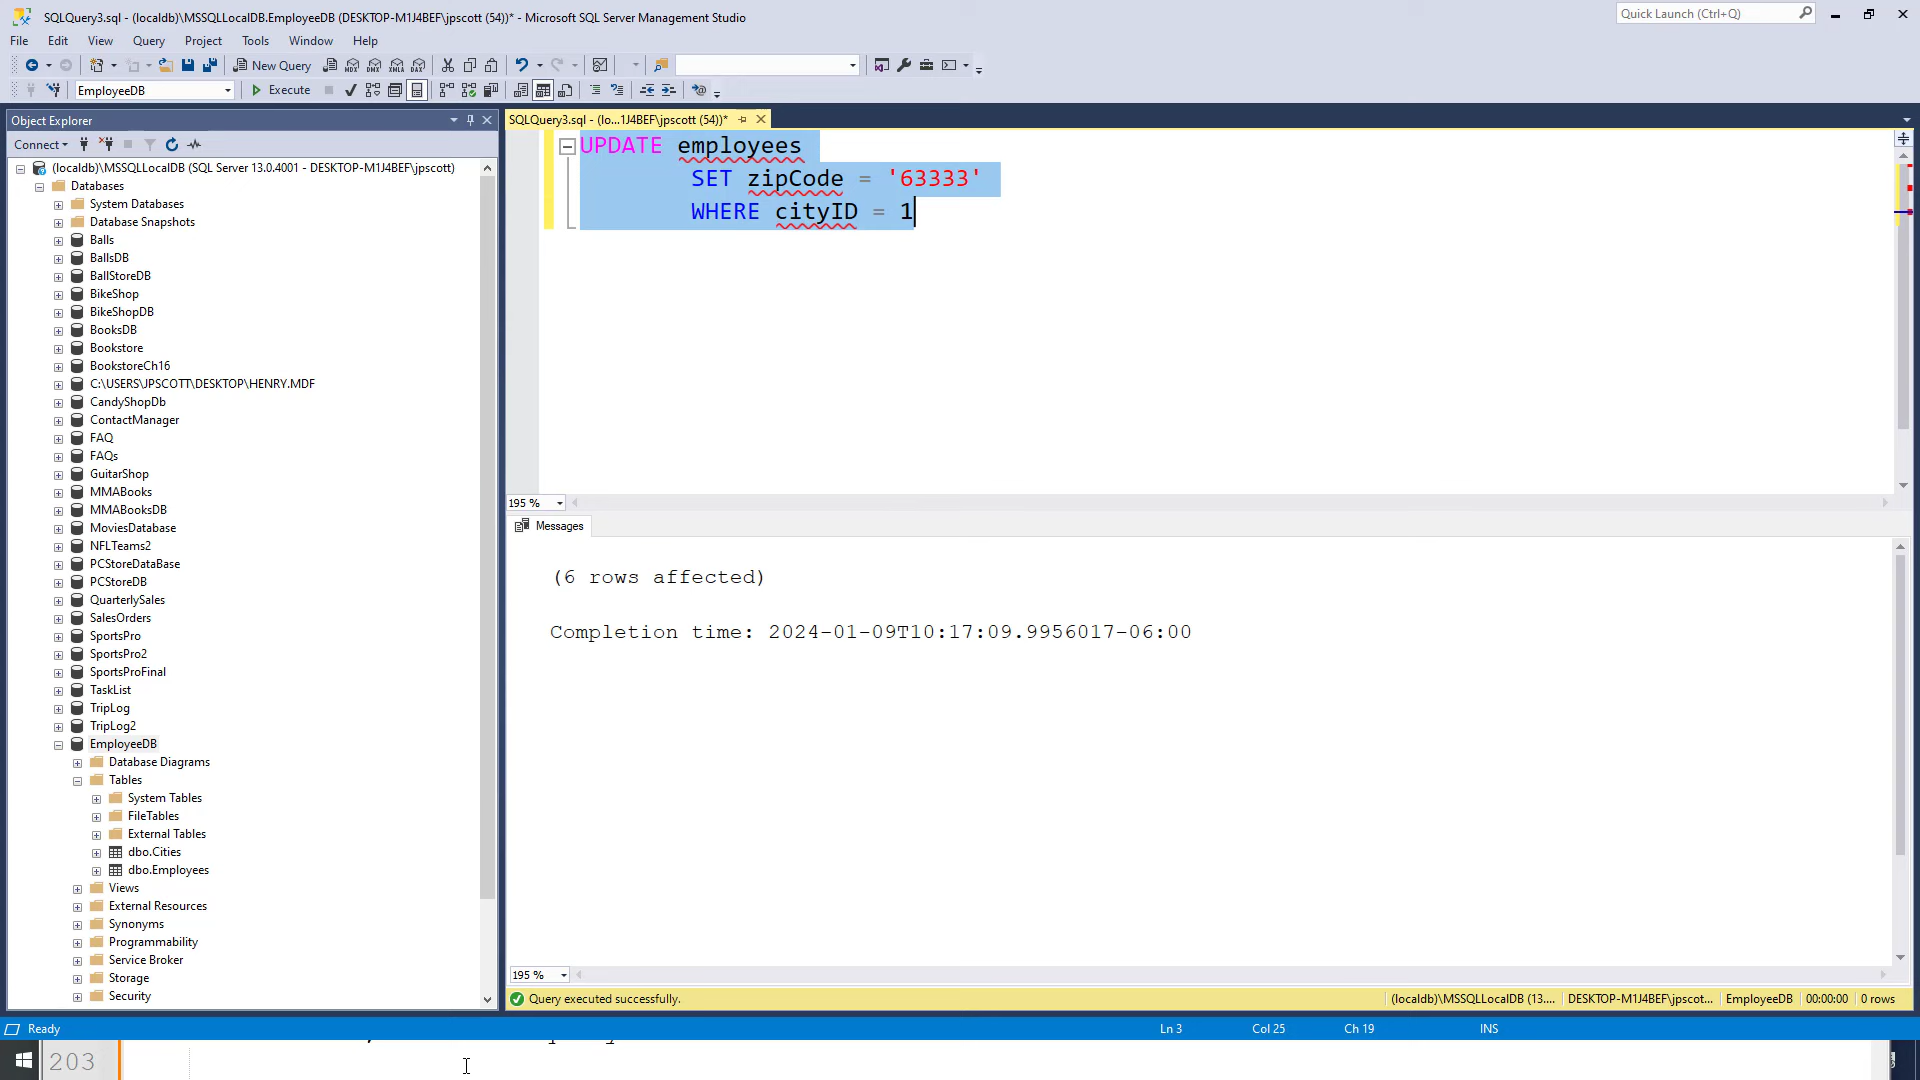 SQLQuery3.sql - (localdb)\MSSQLLocalDB.EmployeeDB (DESKTOP-M1J4BEF\jpscott (54))* - Microsoft SQL Server Management Studio
Quick Launch (Ctrl+Q)
File Edit View Query Project Tools Window Help
New Query
EmployeeDB
Execute
Object Explorer
Connect
(localdb)\MSSQLLocalDB (SQL Server 13.0.4001 - DESKTOP-M1J4BEF\jpscott)
Databases
System Databases
Database Snapshots
Balls
BallsDB
BallStoreDB
BikeShop
BikeShopDB
BooksDB
Bookstore
BookstoreCh16
C:\USERS\JPSCOTT\DESKTOP\HENRY.MDF
CandyShopDb
ContactManager
FAQ
FAQs
GuitarShop
MMABooks
MMABooksDB
MoviesDatabase
NFLTeams2
PCStoreDataBase
PCStoreDB
QuarterlySales
SalesOrders
SportsPro
SportsPro2
SportsProFinal
TaskList
TripLog
TripLog2
EmployeeDB
Database Diagrams
Tables
System Tables
FileTables
External Tables
dbo.Cities
dbo.Employees
Views
External Resources
Synonyms
Programmability
Service Broker
Storage
Security
SQLQuery3.sql - (lo...1J4BEF\jpscott (54))*
UPDATE employees
SET zipCode = '63333'
WHERE cityID = 1
195 %
Messages
(6 rows affected)
Completion time: 2024-01-09T10:17:09.9956017-06:00
195 %
Query executed successfully.
(localdb)\MSSQLLocalDB (13.... DESKTOP-M1J4BEF\jpscot... EmployeeDB 00:00:00 0 rows
Ready
Ln 3 Col 25 Ch 19 INS
203